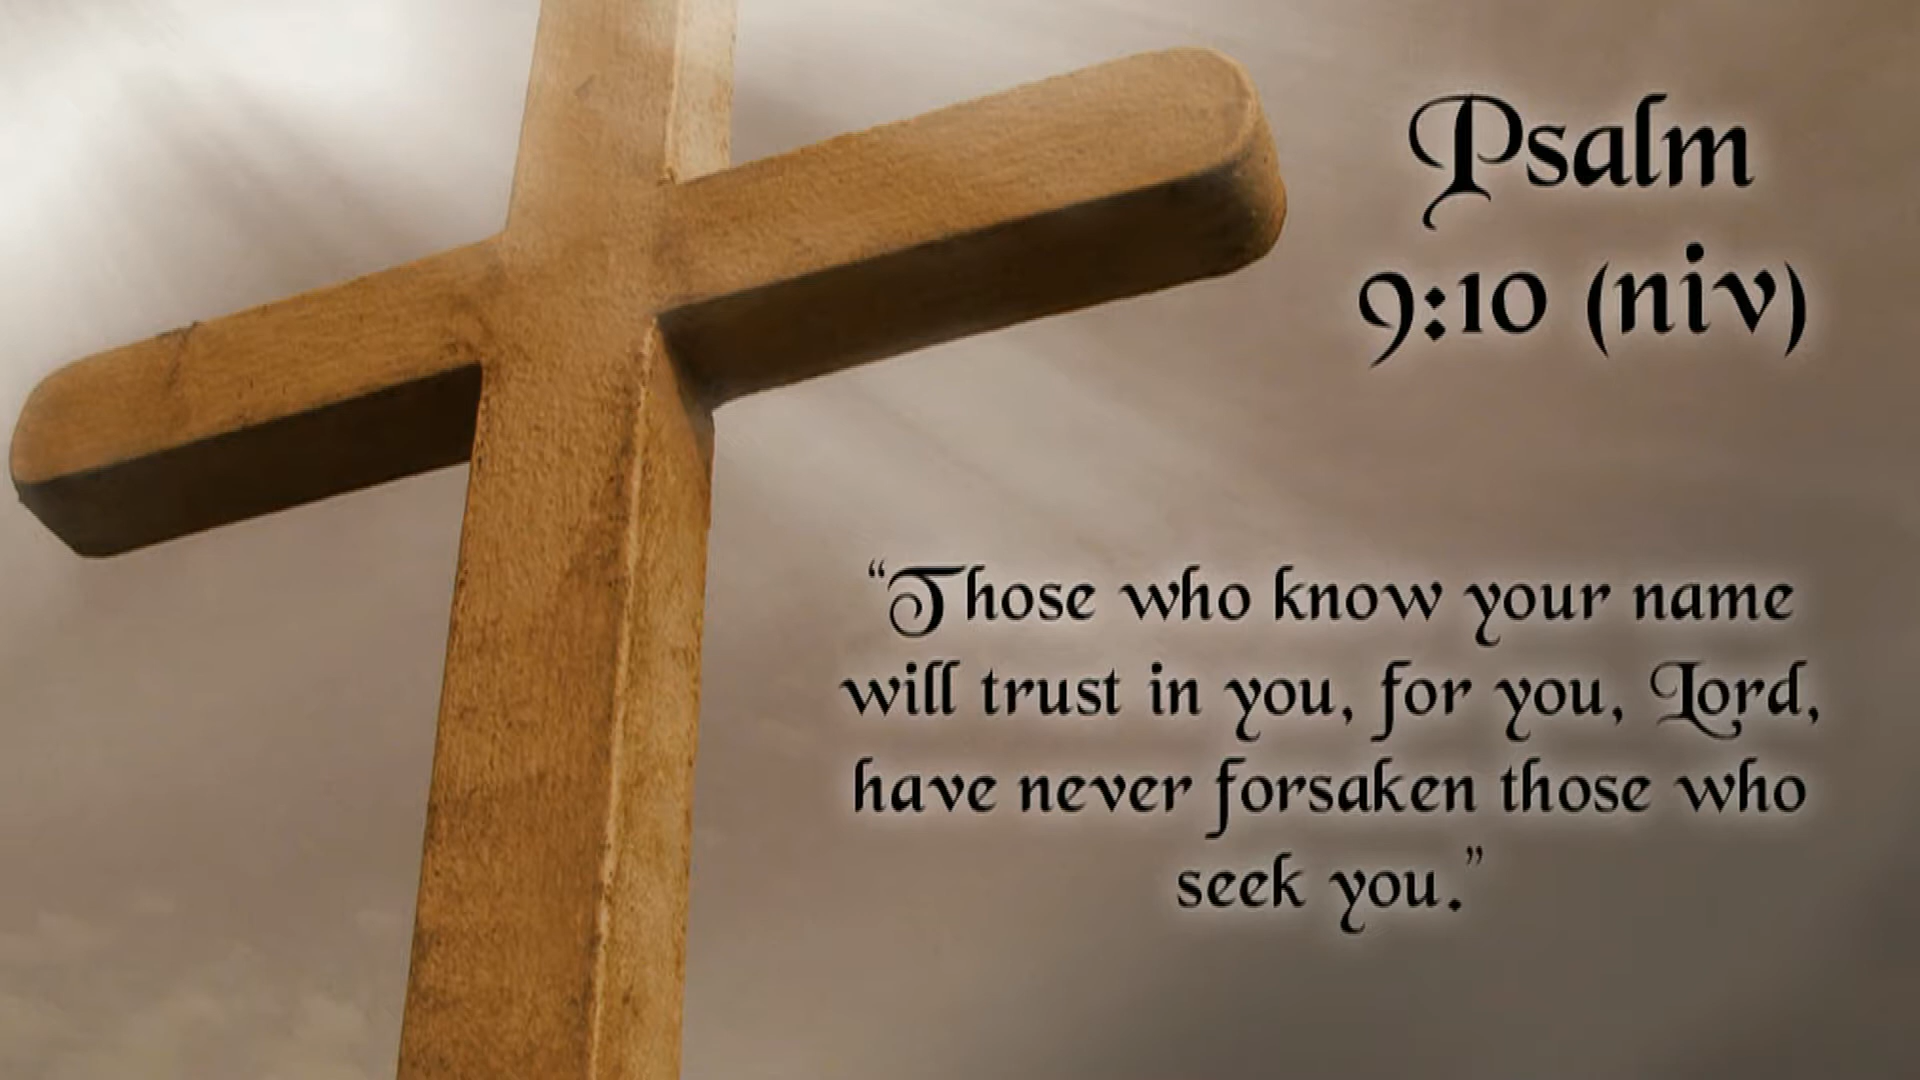 Psalm
9:10 (niv)
“Those who know your name
will trust in you, for you, Lord,
have never forsaken those who
seek you.”